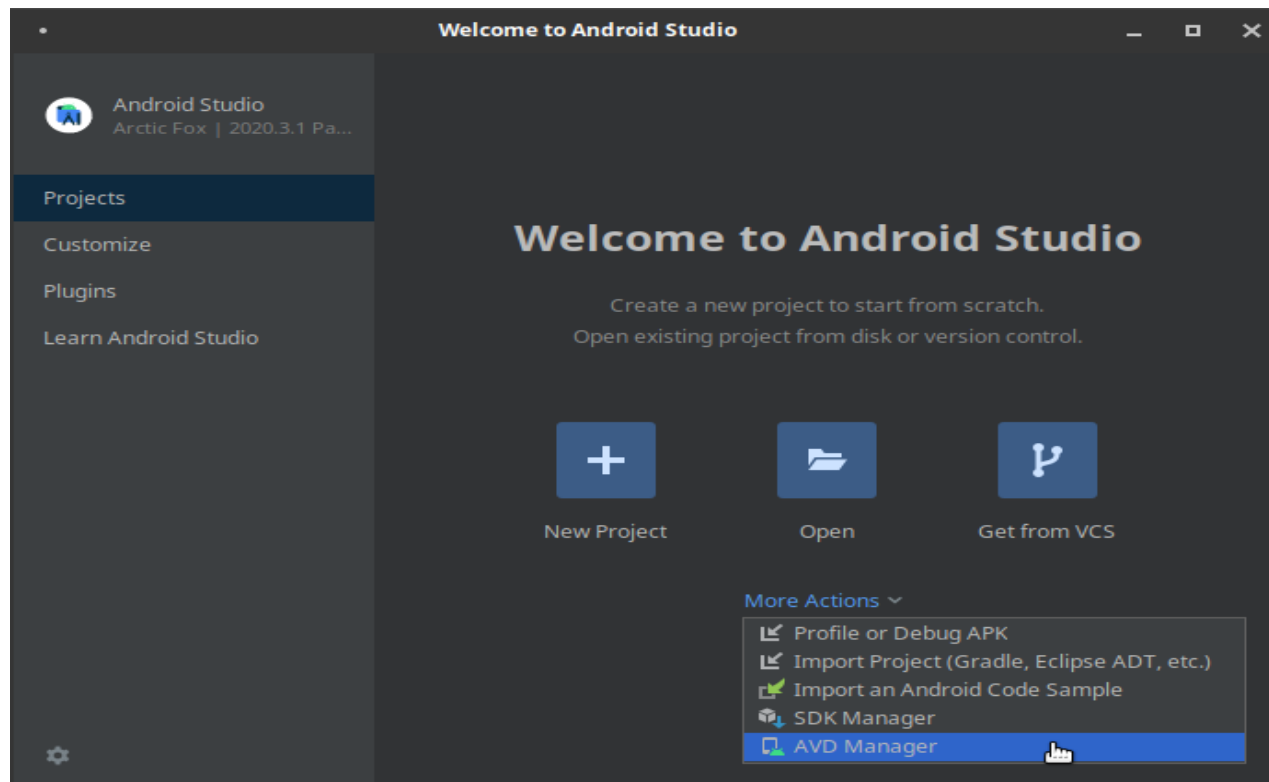 Welcome to Android Studio
Android Studio
Arctic Fox | 2020.3.1 Pa...
Projects
Customize
Plugins
Learn Android Studio
Welcome to Android Studio
Create a new project to start from scratch.
Open existing project from disk or version control.
New Project
Open
Get from VCS
More Actions
Profile or Debug APK
Import Project (Gradle, Eclipse ADT, etc.)
Import an Android Code Sample
SDK Manager
AVD Manager